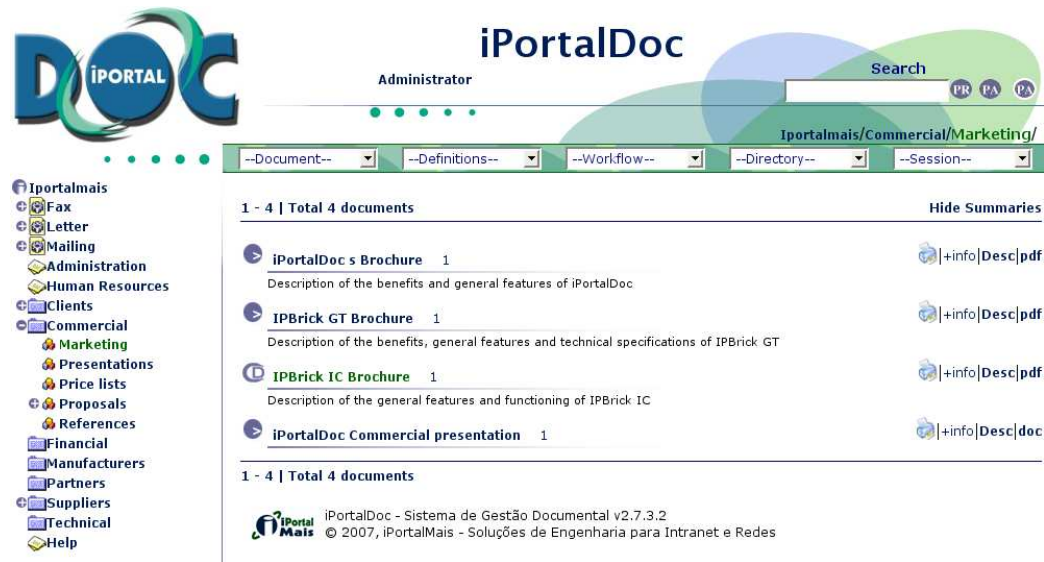 DOC
iPORTAL
iPortalDoc
Administrator
Search
PR PA PA
Iportalmais/Commercial/Marketing/
--Document-- --Definitions-- --Workflow-- --Directory-- --Session--
Iportalmais
Fax
Letter
Mailing
Administration
Human Resources
Clients
Commercial
Marketing
Presentations
Price lists
Proposals
References
Financial
Manufacturers
Partners
Suppliers
Technical
Help
1 - 4 | Total 4 documents Hide Summaries
iPortalDoc s Brochure 1 |+info|Desc|pdf
Description of the benefits and general features of iPortalDoc
IPBrick GT Brochure 1 |+info|Desc|pdf
Description of the benefits, general features and technical specifications of IPBrick GT
IPBrick IC Brochure 1 |+info|Desc|pdf
Description of the general features and functioning of IPBrick IC
iPortalDoc Commercial presentation 1 |+info|Desc|doc
1 - 4 | Total 4 documents
iPortal Mais
iPortalDoc - Sistema de Gestão Documental v2.7.3.2
© 2007, iPortalMais - Soluções de Engenharia para Intranet e Redes